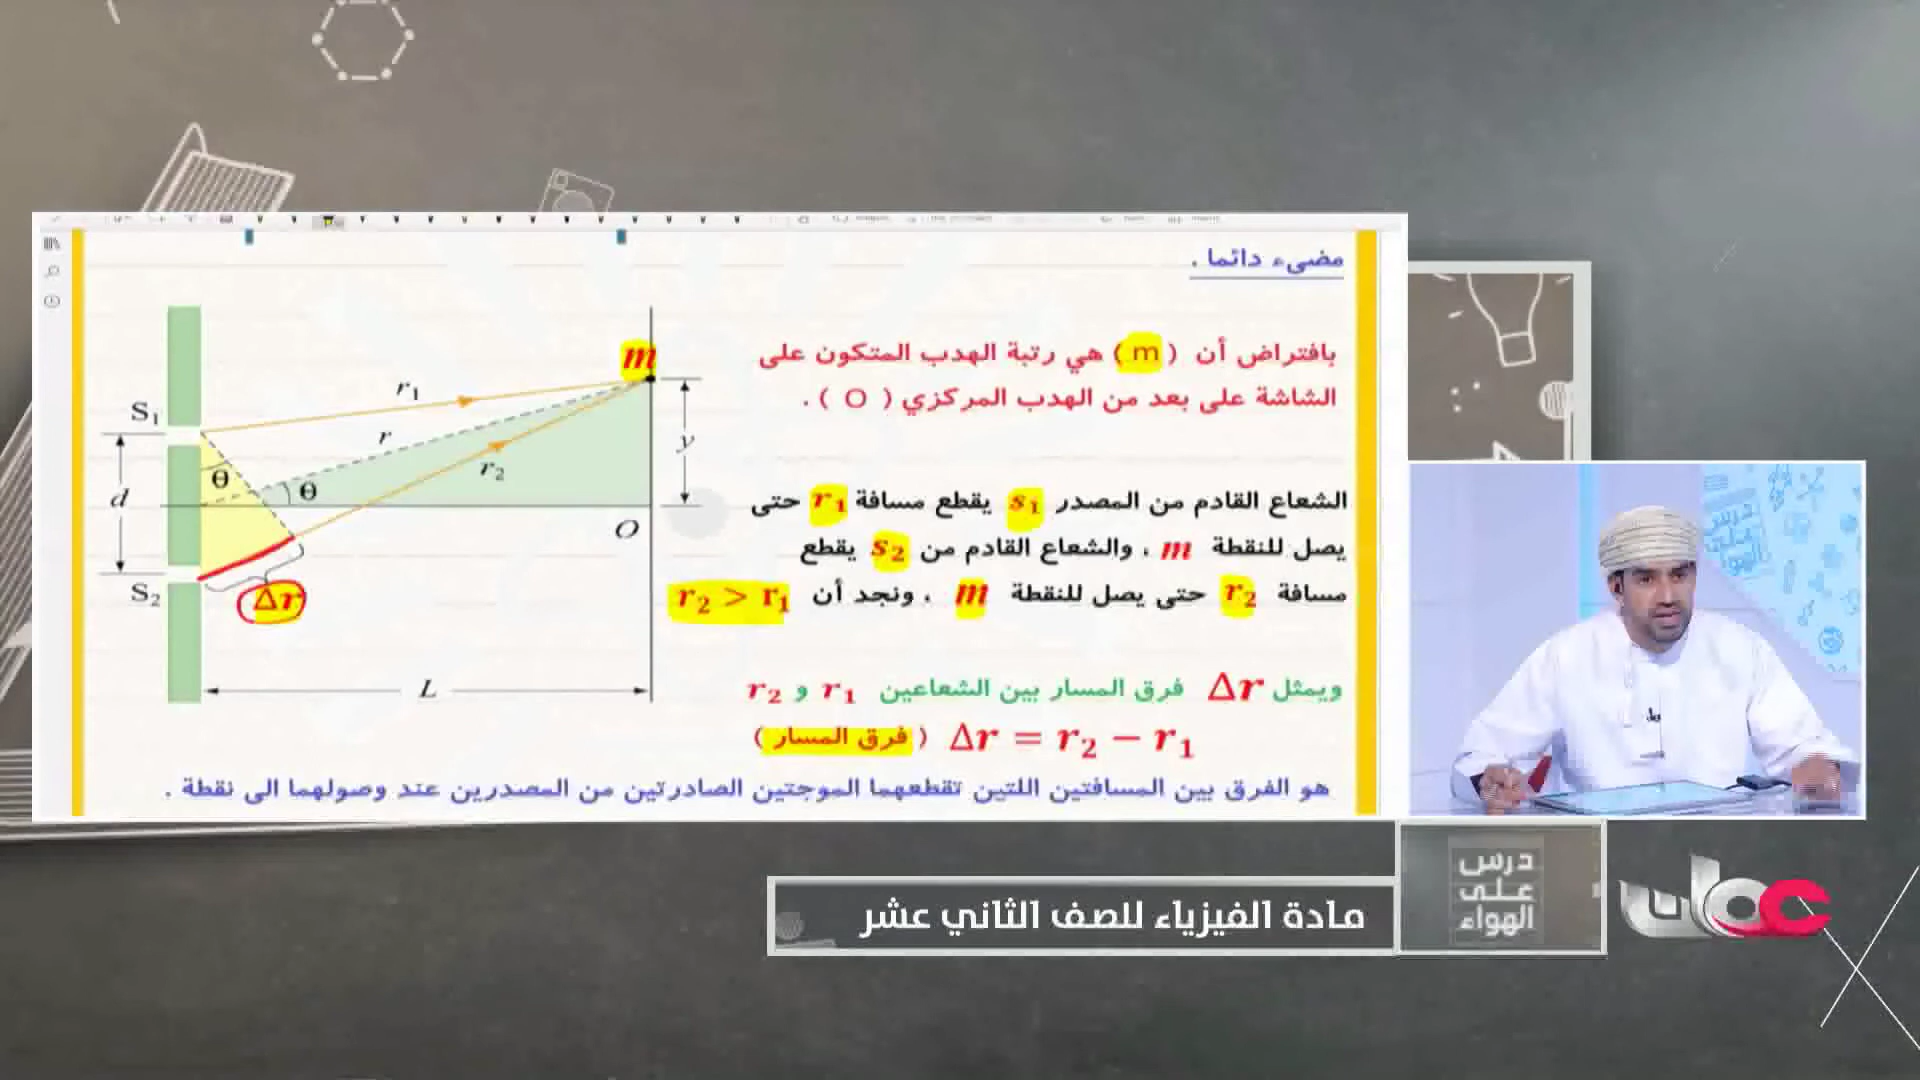 مضيء دائما .
بافتراض أن ( m ) هي رتبة الهدب المتكون على
الشاشة على بعد من الهدب المركزي ( O ) .
الشعاع القادم من المصدر s₁ يقطع مسافة r₁ حتى
يصل للنقطة m ، والشعاع القادم من s₂ يقطع
مسافة r₂ حتى يصل للنقطة m ، ونجد أن r₂ > r₁
ويمثل Δr فرق المسار بين الشعاعين r₁ و r₂
Δr = r₂ − r₁ ( فرق المسار )
هو الفرق بين المسافتين اللتين تقطعهما الموجتين الصادرتين من المصدرين عند وصولهما الى نقطة .
m
r₁
S₁
r
y
r₂
θ
θ
d
O
S₂
Δr
L
درس
على
الهواء
مادة الفيزياء للصف الثاني عشر
درس
على
الهواء